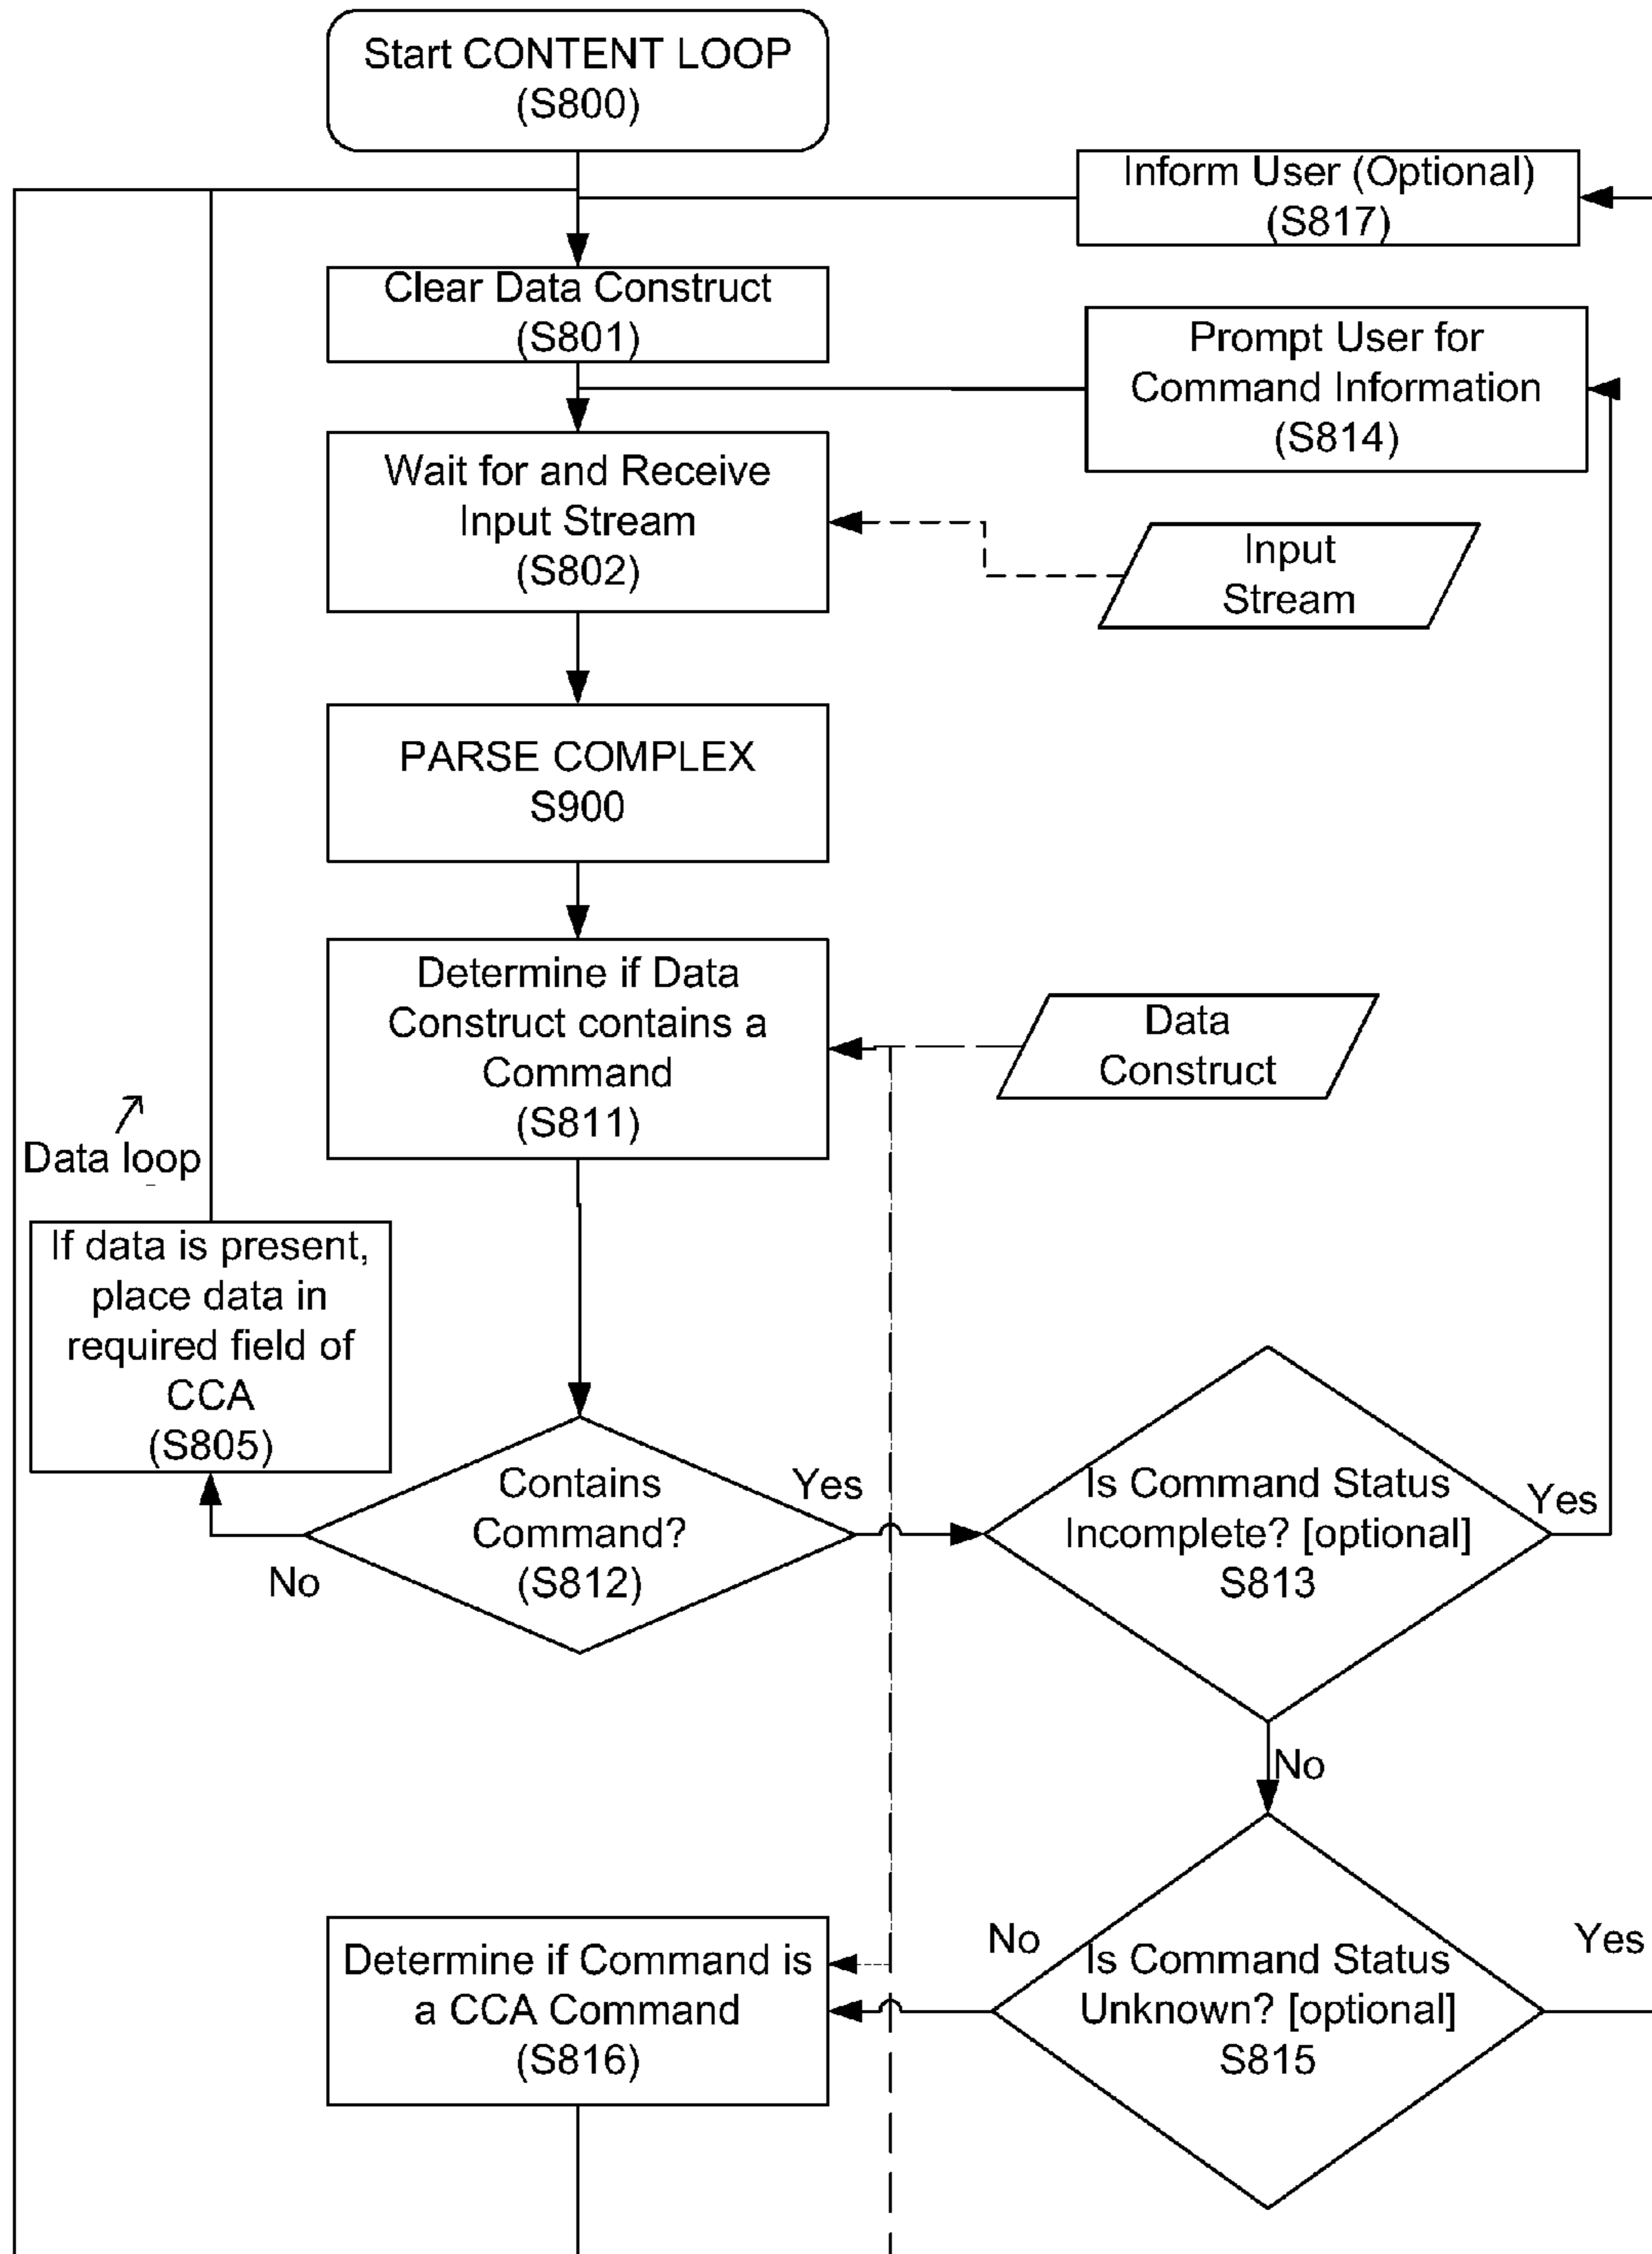 Start CONTENT LOOP
(S800)
Inform User (Optional)
(S817)
Clear Data Construct
(S801)
Prompt User for
Command Information
(S814)
Wait for and Receive
Input Stream
(S802)
Input
Stream
PARSE COMPLEX
S900
Determine if Data
Construct contains a
Command
(S811)
Data
Construct
Data loop
If data is present,
place data in
required field of
CCA
(S805)
Contains
Command?
(S812)
Yes
No
Is Command Status
Incomplete? [optional]
S813
Yes
No
Determine if Command is
a CCA Command
(S816)
No
Is Command Status
Unknown? [optional]
S815
Yes